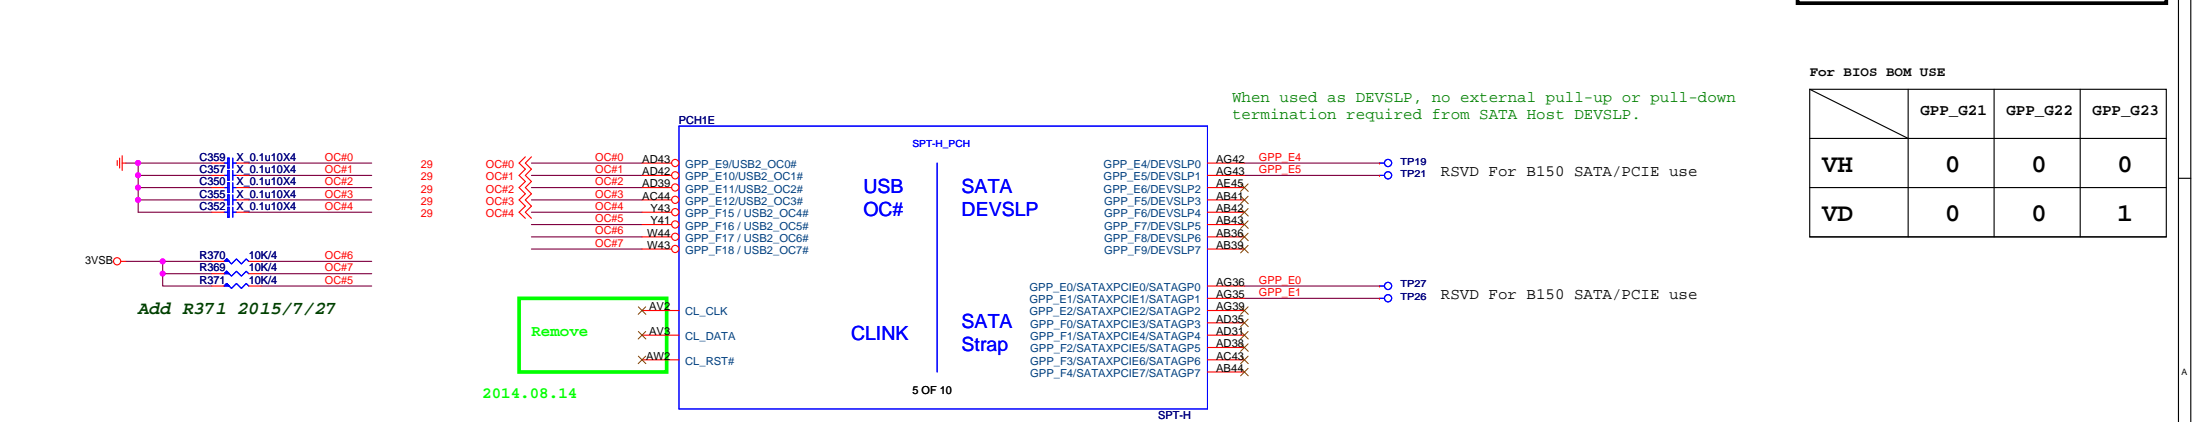 For BIOS BOM USE
GPP_G21 GPP_G22 GPP_G23
VH 0 0 0
VD 0 0 1
When used as DEVSLP, no external pull-up or pull-down
termination required from SATA Host DEVSLP.
C359 X_0.1u10X4 OC#0
C357 X_0.1u10X4 OC#1
C350 X_0.1u10X4 OC#2
C355 X_0.1u10X4 OC#3
C352 X_0.1u10X4 OC#4
3VSB
R370 10K/4 OC#6
R369 10K/4 OC#7
R371 10K/4 OC#5
Add R371 2015/7/27
29 OC#0
29 OC#1
29 OC#2
29 OC#3
29 OC#4
PCH1E
SPT-H_PCH
OC#0 AD43 GPP_E9/USB2_OC0#
OC#1 AD42 GPP_E10/USB2_OC1#
OC#2 AD39 GPP_E11/USB2_OC2#
OC#3 AC44 GPP_E12/USB2_OC3#
OC#4 Y43 GPP_F15 / USB2_OC4#
OC#5 Y41 GPP_F16 / USB2_OC5#
OC#6 W44 GPP_F17 / USB2_OC6#
OC#7 W43 GPP_F18 / USB2_OC7#
USB
OC#
SATA
DEVSLP
GPP_E4/DEVSLP0 AG42 GPP_E4 TP19
GPP_E5/DEVSLP1 AG43 GPP_E5 TP21
RSVD For B150 SATA/PCIE use
GPP_E6/DEVSLP2 AE45
GPP_F5/DEVSLP3 AB41
GPP_F6/DEVSLP4 AB42
GPP_F7/DEVSLP5 AB43
GPP_F8/DEVSLP6 AB36
GPP_F9/DEVSLP7 AB39
Remove
2014.08.14
AV2 CL_CLK
AV3 CL_DATA
AW2 CL_RST#
CLINK
SATA
Strap
GPP_E0/SATAXPCIE0/SATAGP0 AG36 GPP_E0 TP27
GPP_E1/SATAXPCIE1/SATAGP1 AG35 GPP_E1 TP26
RSVD For B150 SATA/PCIE use
GPP_E2/SATAXPCIE2/SATAGP2 AG39
GPP_F0/SATAXPCIE3/SATAGP3 AD35
GPP_F1/SATAXPCIE4/SATAGP4 AD31
GPP_F2/SATAXPCIE5/SATAGP5 AD38
GPP_F3/SATAXPCIE6/SATAGP6 AC43
GPP_F4/SATAXPCIE7/SATAGP7 AB44
5 OF 10
SPT-H
A